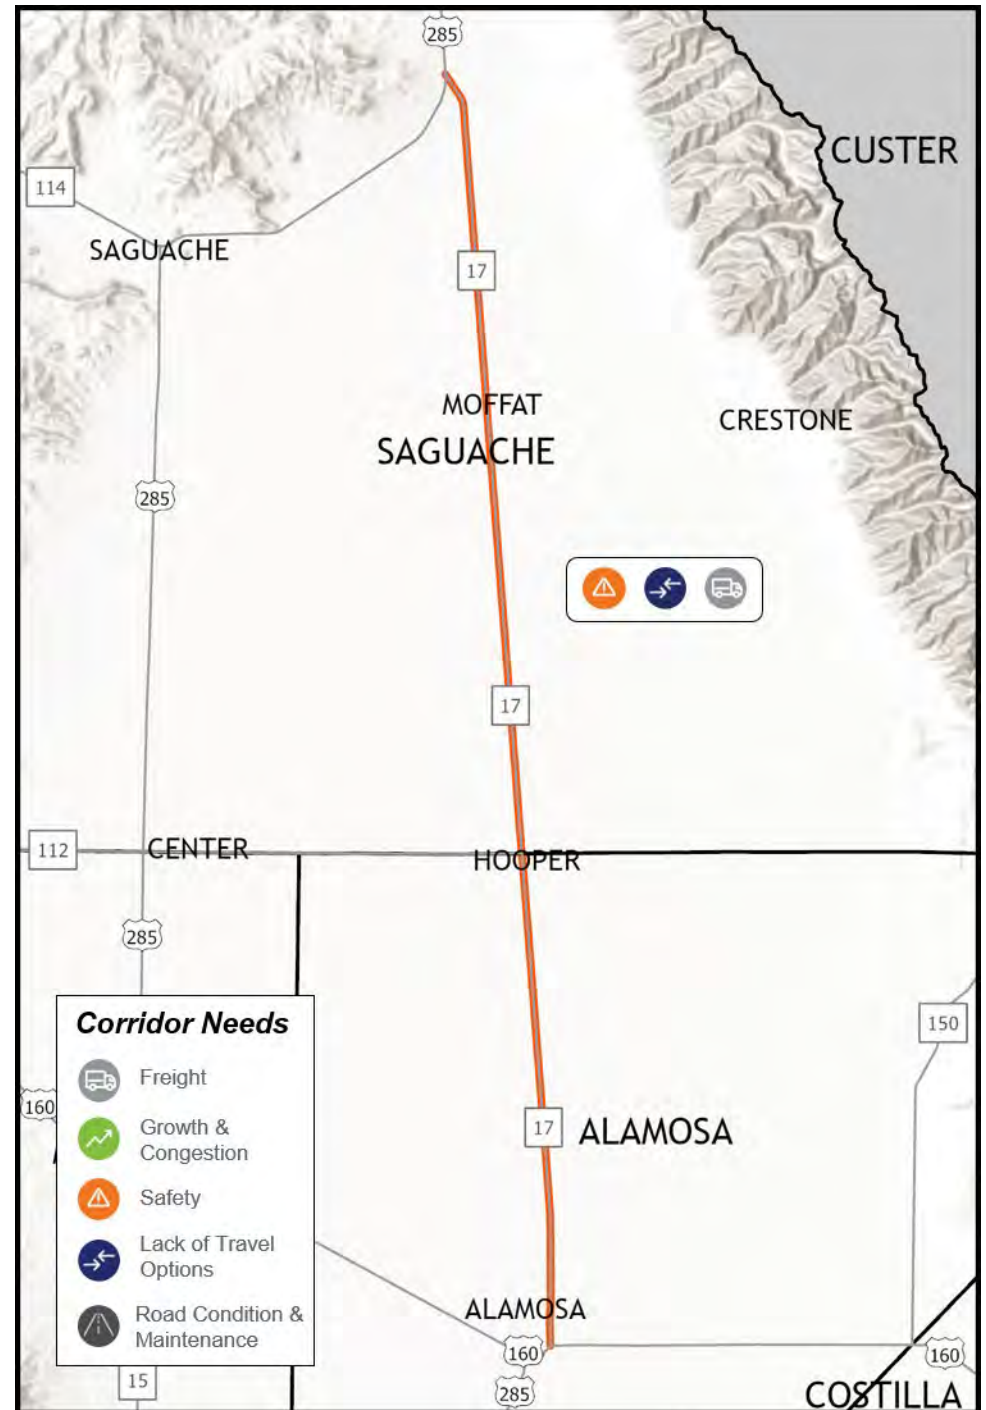 285
CUSTER
114
SAGUACHE
17
MOFFAT
CRESTONE
SAGUACHE
285
17
112
CENTER
HOOPER
285
Corridor Needs
150
Freight
160
Growth &
Congestion
17
ALAMOSA
Safety
Lack of Travel
Options
ALAMOSA
Road Condition &
Maintenance
160
160
15
285
COSTILLA